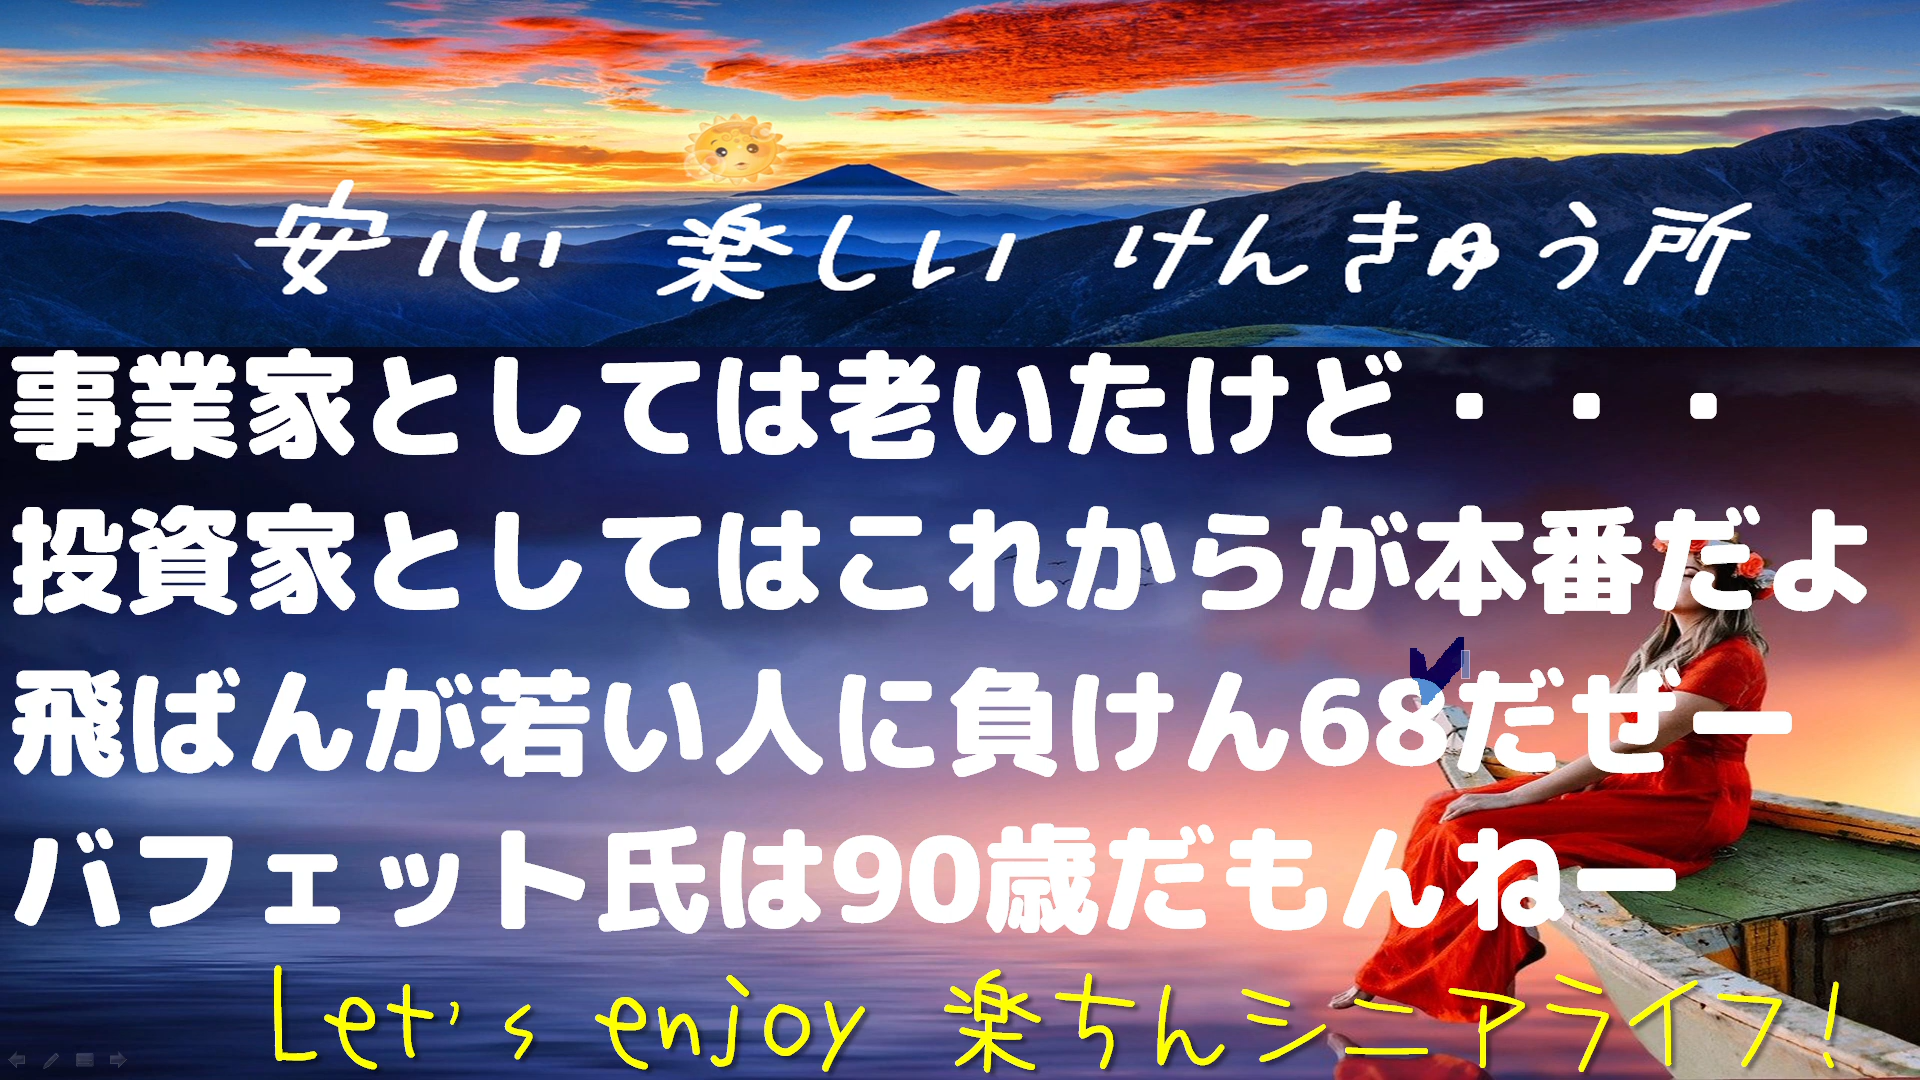 安心 楽しい けんきゅう所
事業家としては老いたけど・・・
投資家としてはこれからが本番だよ
飛ばんが若い人に負けん68だぜー
バフェット氏は90歳だもんねー
Let's enjoy 楽ちんシニアライフ!